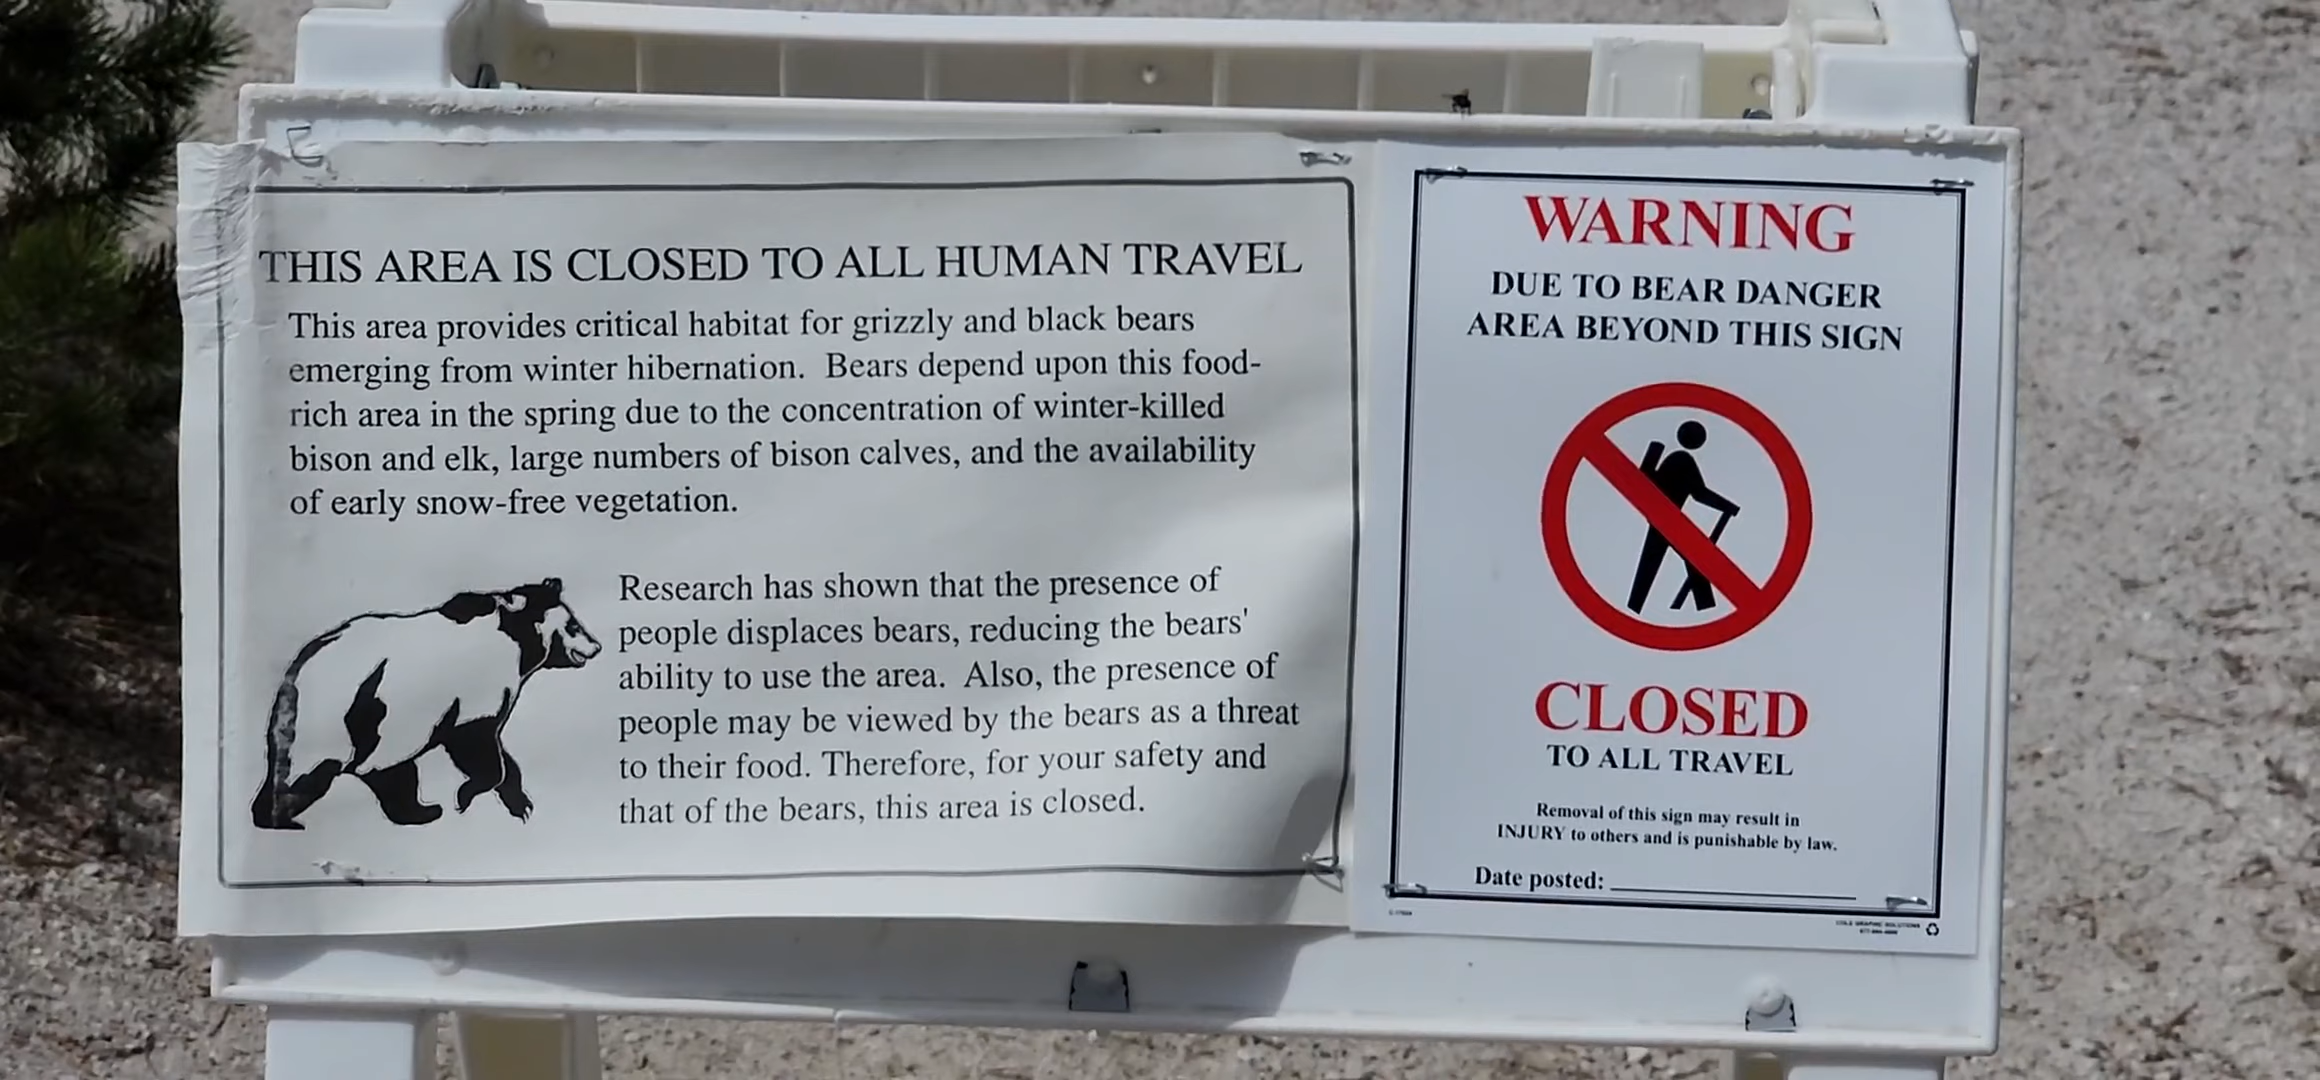 THIS AREA IS CLOSED TO ALL HUMAN TRAVEL
This area provides critical habitat for grizzly and black bears
emerging from winter hibernation.  Bears depend upon this food-
rich area in the spring due to the concentration of winter-killed
bison and elk, large numbers of bison calves, and the availability
of early snow-free vegetation.
Research has shown that the presence of
people displaces bears, reducing the bears'
ability to use the area.  Also, the presence of
people may be viewed by the bears as a threat
to their food. Therefore, for your safety and
that of the bears, this area is closed.
WARNING
DUE TO BEAR DANGER
AREA BEYOND THIS SIGN
CLOSED
TO ALL TRAVEL
Removal of this sign may result in
INJURY to others and is punishable by law.
Date posted: